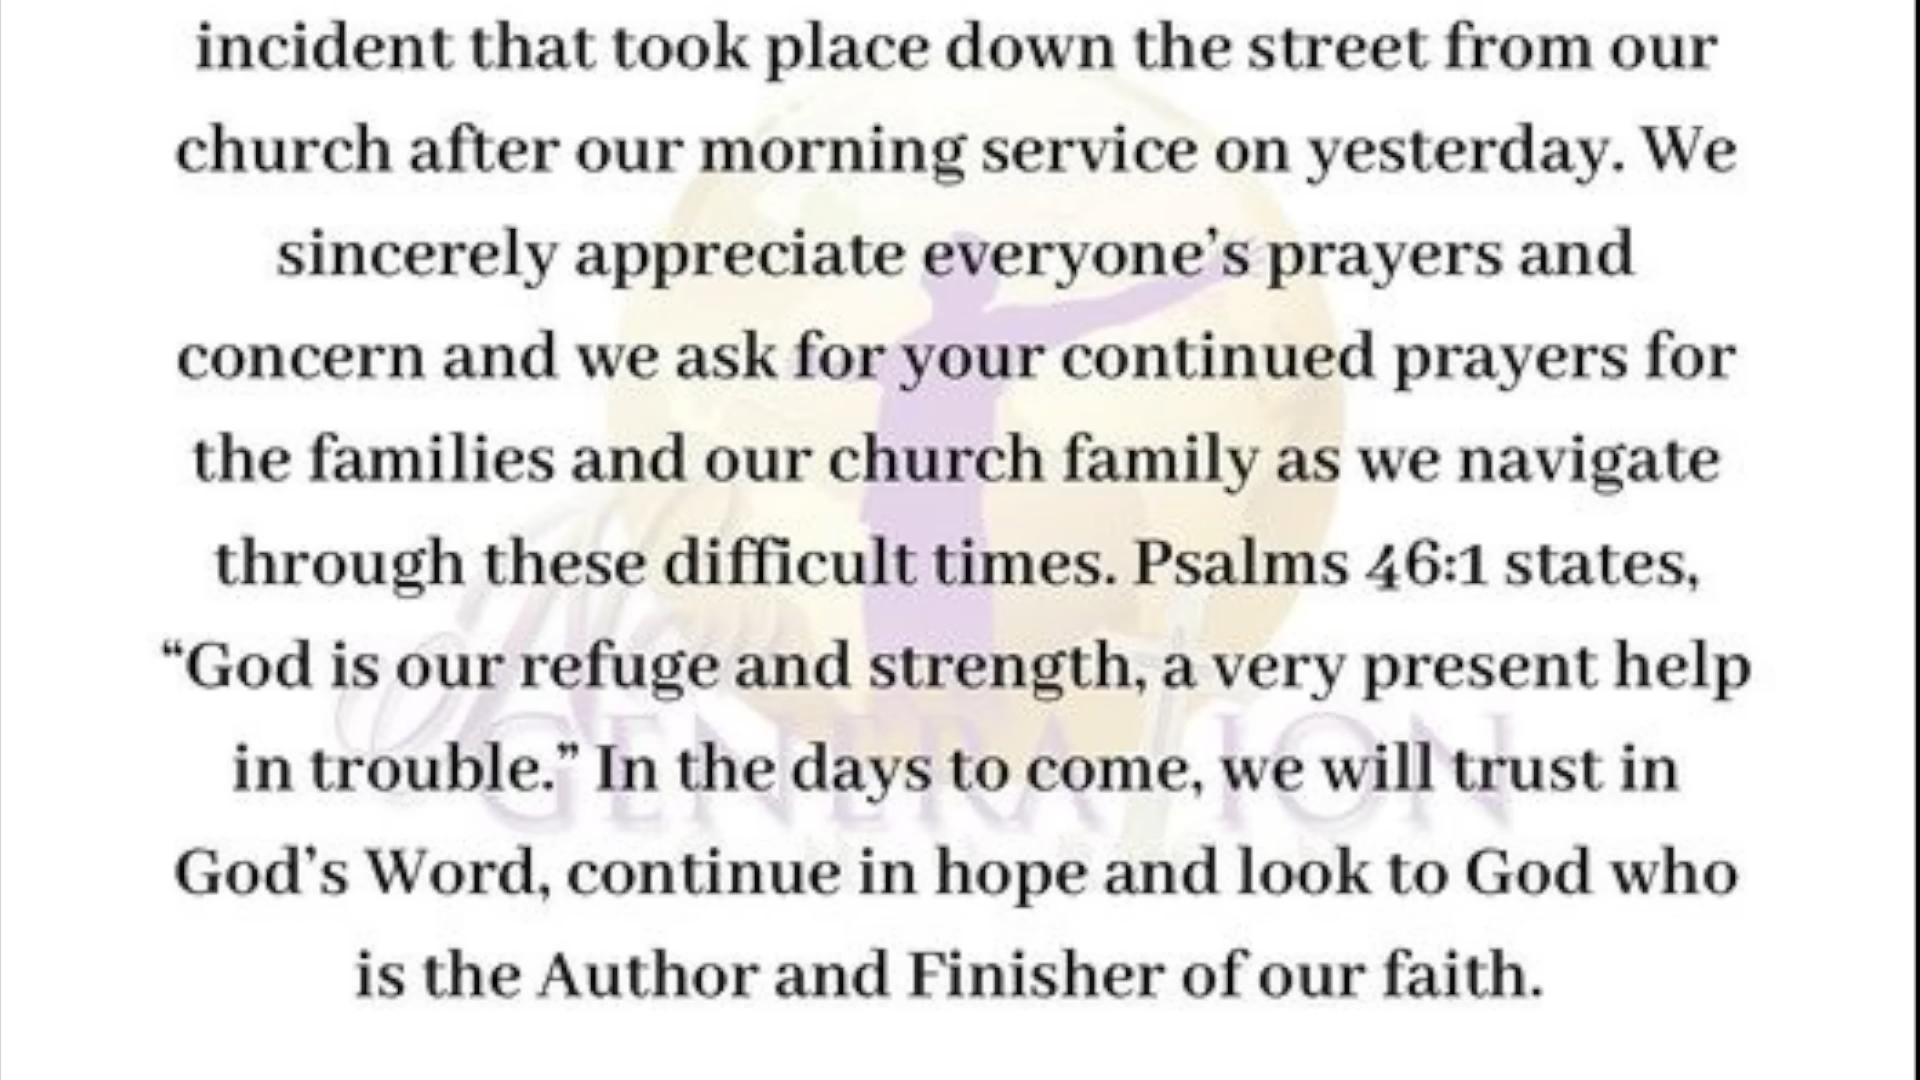 incident that took place down the street from our
church after our morning service on yesterday. We
sincerely appreciate everyone’s prayers and
concern and we ask for your continued prayers for
the families and our church family as we navigate
through these difficult times. Psalms 46:1 states,
“God is our refuge and strength, a very present help
in trouble.” In the days to come, we will trust in
God’s Word, continue in hope and look to God who
is the Author and Finisher of our faith.
New
GENERATION